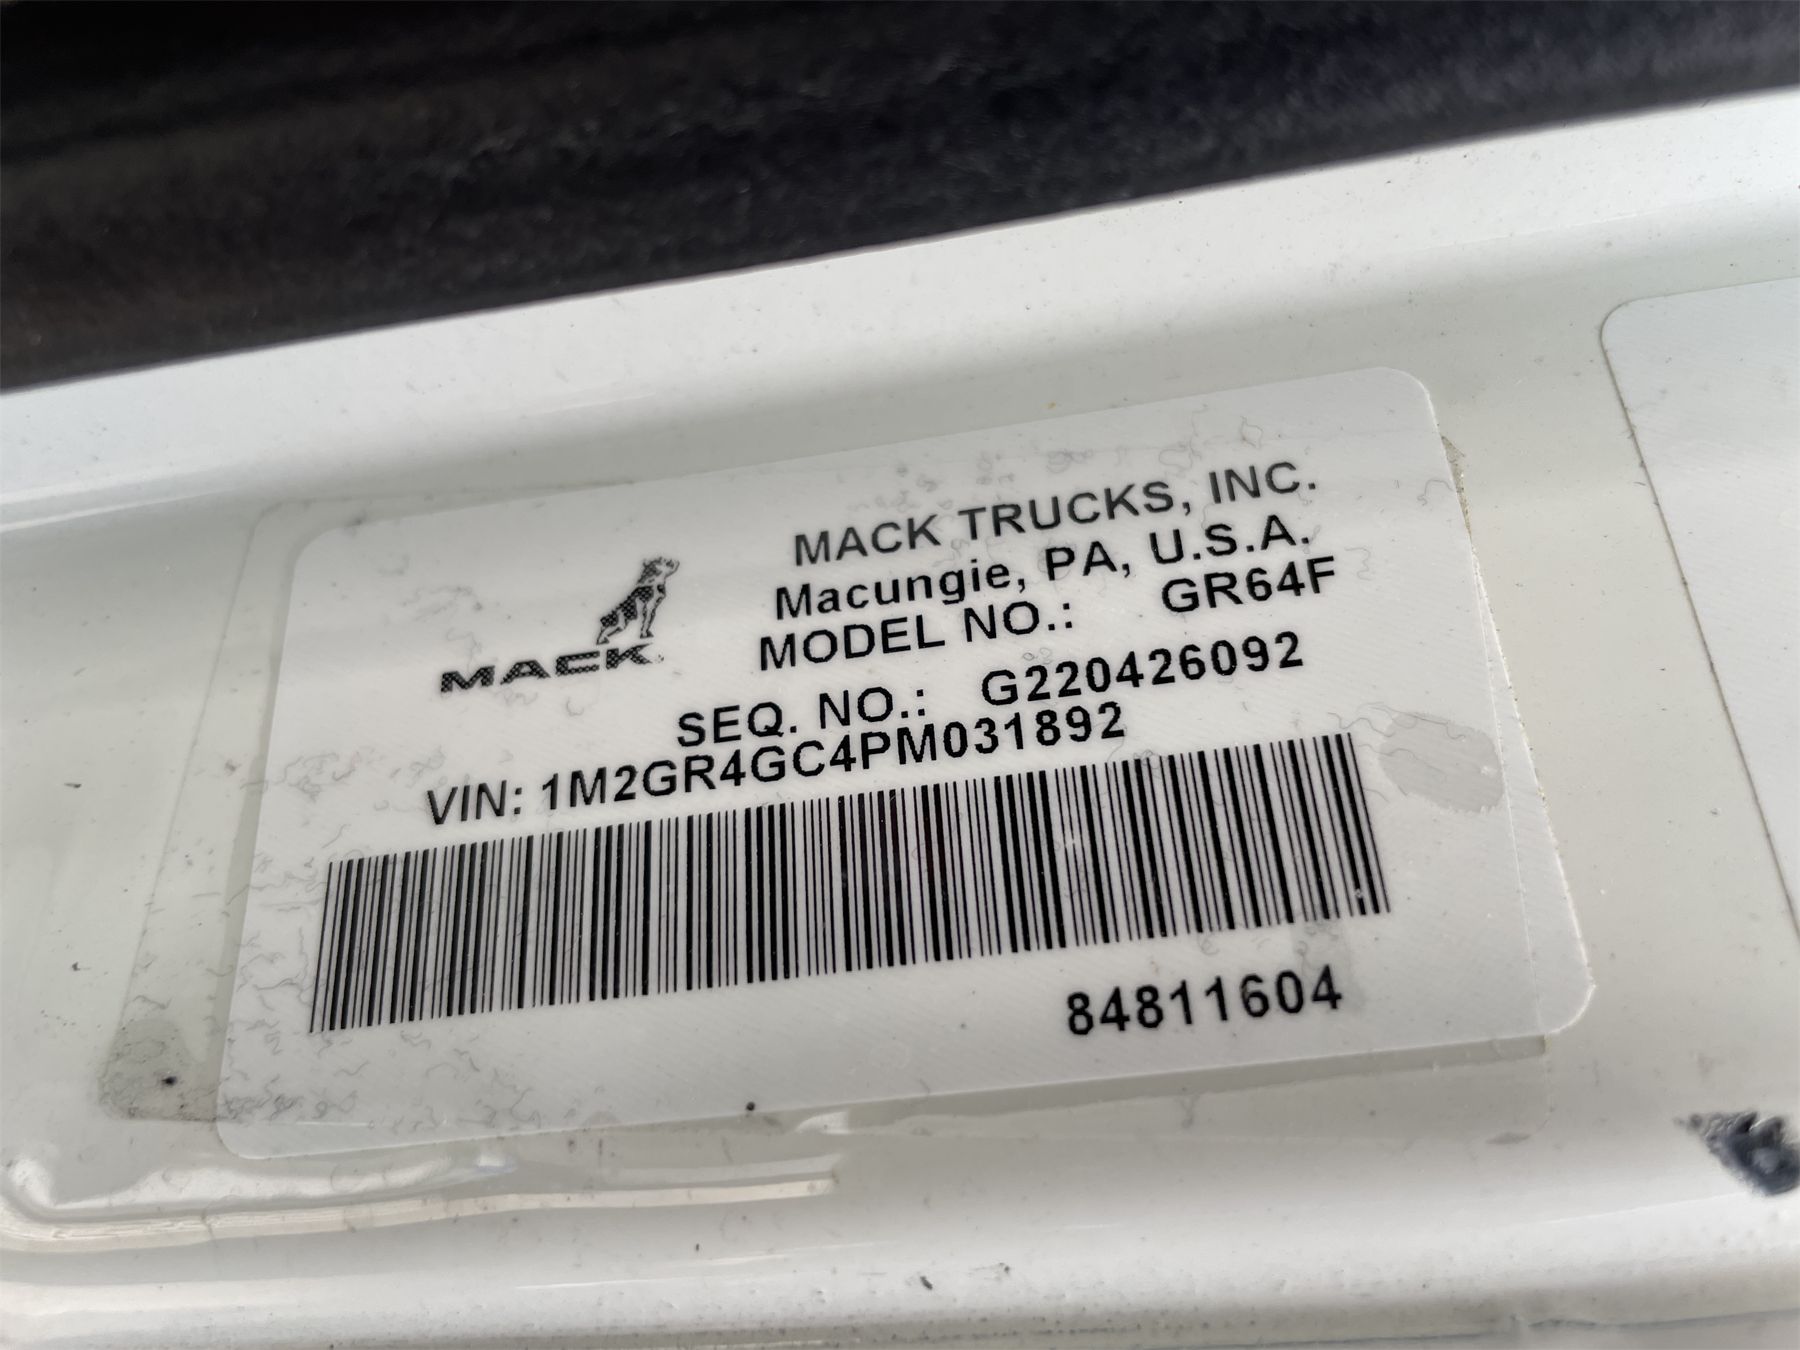 MACK TRUCKS, INC.
Macungie, PA, U.S.A.
MODEL NO.: GR64F
MACK
SEQ. NO.: G220426092
VIN: 1M2GR4GC4PM031892
84811604